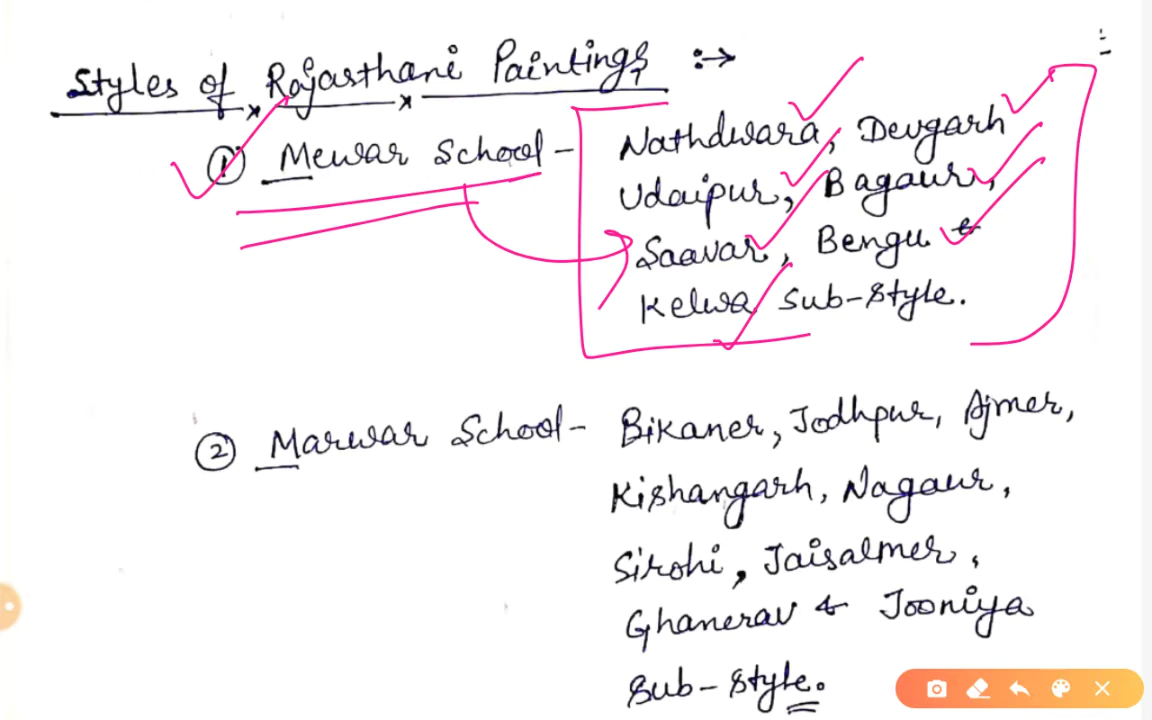 Styles of Rajasthani Paintings :→
① Mewar School - Nathdwara, Devgarh
Udaipur, Bagaur,
Saavar, Bengu &
Kelwa Sub-Style.
② Marwar School - Bikaner, Jodhpur, Ajmer,
Kishangarh, Nagaur,
Sirohi, Jaisalmer,
Ghanerav & Jooniya
Sub-Style.